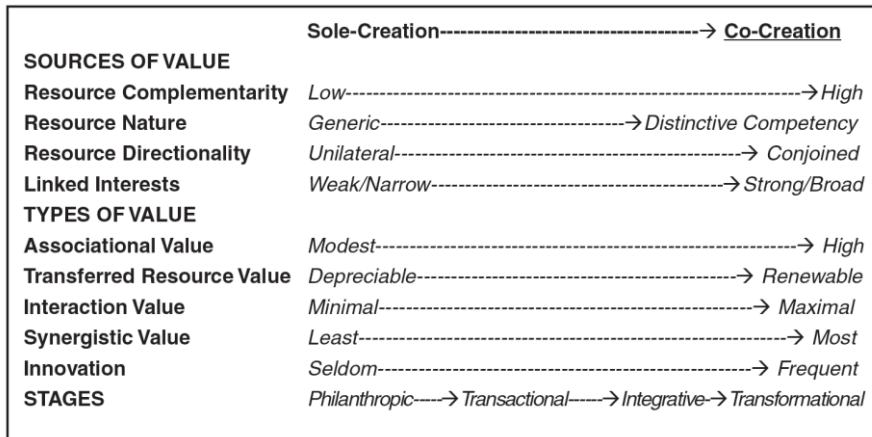 Sole-Creation-------------------------------------→ Co-Creation
SOURCES OF VALUE
Resource Complementarity Low----------------------------------------------------------------→High
Resource Nature Generic--------------------------------------→Distinctive Competency
Resource Directionality Unilateral--------------------------------------------------→ Conjoined
Linked Interests Weak/Narrow-------------------------------------------→Strong/Broad
TYPES OF VALUE
Associational Value Modest------------------------------------------------------------→ High
Transferred Resource Value Depreciable---------------------------------------------→ Renewable
Interaction Value Minimal------------------------------------------------------→ Maximal
Synergistic Value Least------------------------------------------------------------→ Most
Innovation Seldom-----------------------------------------------------→ Frequent
STAGES Philanthropic-----→Transactional------→Integrative-→Transformational